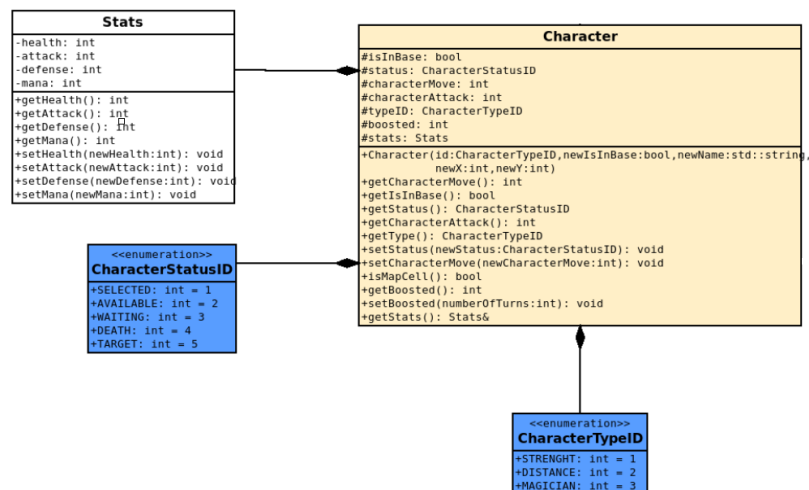 Stats
-health: int
-attack: int
-defense: int
-mana: int
+getHealth(): int
+getAttack(): int
+getDefense(): int
+getMana(): int
+setHealth(newHealth:int): void
+setAttack(newAttack:int): void
+setDefense(newDefense:int): void
+setMana(newMana:int): void
Character
#isInBase: bool
#status: CharacterStatusID
#characterMove: int
#characterAttack: int
#typeID: CharacterTypeID
#boosted: int
#stats: Stats
+Character(id:CharacterTypeID,newIsInBase:bool,newName:std::string,
newX:int,newY:int)
+getCharacterMove(): int
+getIsInBase(): bool
+getStatus(): CharacterStatusID
+getCharacterAttack(): int
+getType(): CharacterTypeID
+setStatus(newStatus:CharacterStatusID): void
+setCharacterMove(newCharacterMove:int): void
+isMapCell(): bool
+getBoosted(): int
+setBoosted(numberOfTurns:int): void
+getStats(): Stats&
<<enumeration>>
CharacterStatusID
+SELECTED: int = 1
+AVAILABLE: int = 2
+WAITING: int = 3
+DEATH: int = 4
+TARGET: int = 5
<<enumeration>>
CharacterTypeID
+STRENGHT: int = 1
+DISTANCE: int = 2
+MAGICIAN: int = 3